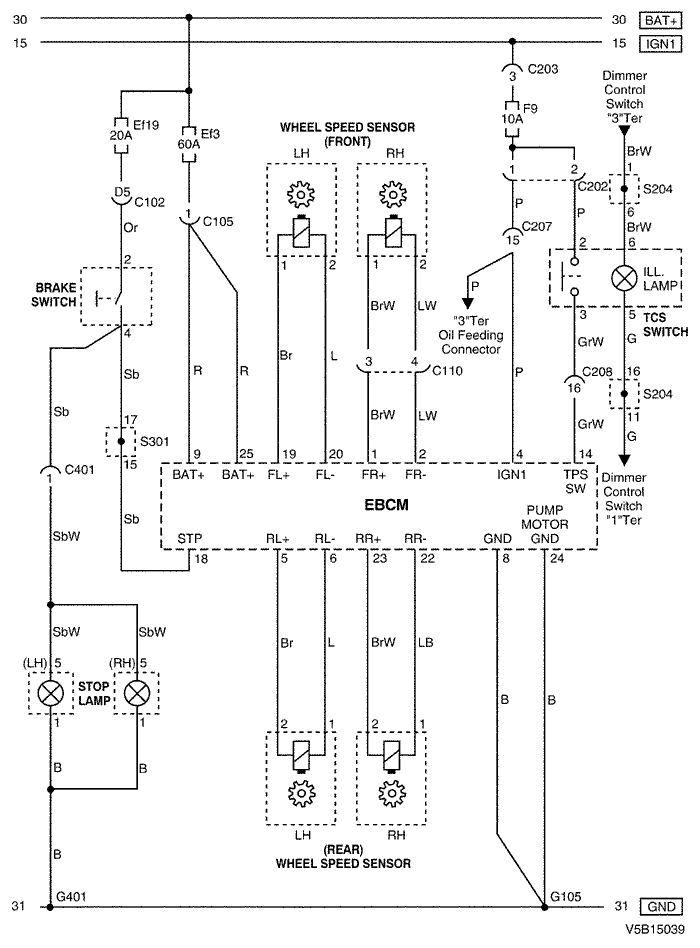 30 30 BAT+
15 15 IGN1
C203
3
Dimmer
Control
Switch
"3"Ter
Ef19
20A
Ef3
60A
F9
10A
WHEEL SPEED SENSOR
(FRONT)
LH RH
BrW
1
D5
C102
1
C105
1 2
C202
S204
6
Or
P P
BrW
C207
15
2
2 6
BRAKE
SWITCH
1 2 1 2
ILL.
LAMP
P
BrW LW
"3"Ter
Oil Feeding
Connector
3 5
TCS
SWITCH
4
GrW G
Br L
3 4
C110
Sb
R R
P
C208
16
16
S204
Sb
17
S301
15
BrW LW
GrW
11
G
C401
1
9 25 19 20 1 2 4 14
BAT+ BAT+ FL+ FL- FR+ FR- IGN1 TPS
SW
Dimmer
Control
Switch
"1"Ter
EBCM
Sb
SbW
PUMP
MOTOR
STP RL+ RL- RR+ RR- GND GND
18 5 6 23 22 8 24
SbW SbW
Br L BrW LB
(LH) 5 (RH) 5
STOP
LAMP
B B
1 1
2 1 2 1
B B
LH RH
(REAR)
WHEEL SPEED SENSOR
B
G401 G105
31 31 GND
V5B15039